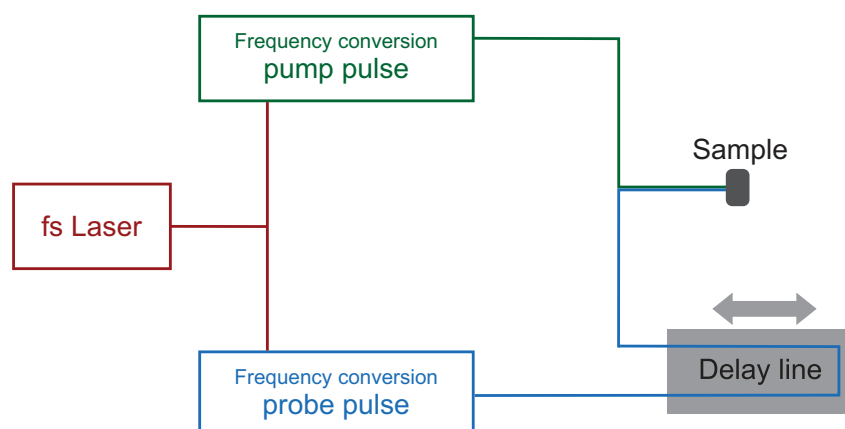 Frequency conversion
pump pulse
Sample
fs Laser
Delay line
Frequency conversion
probe pulse